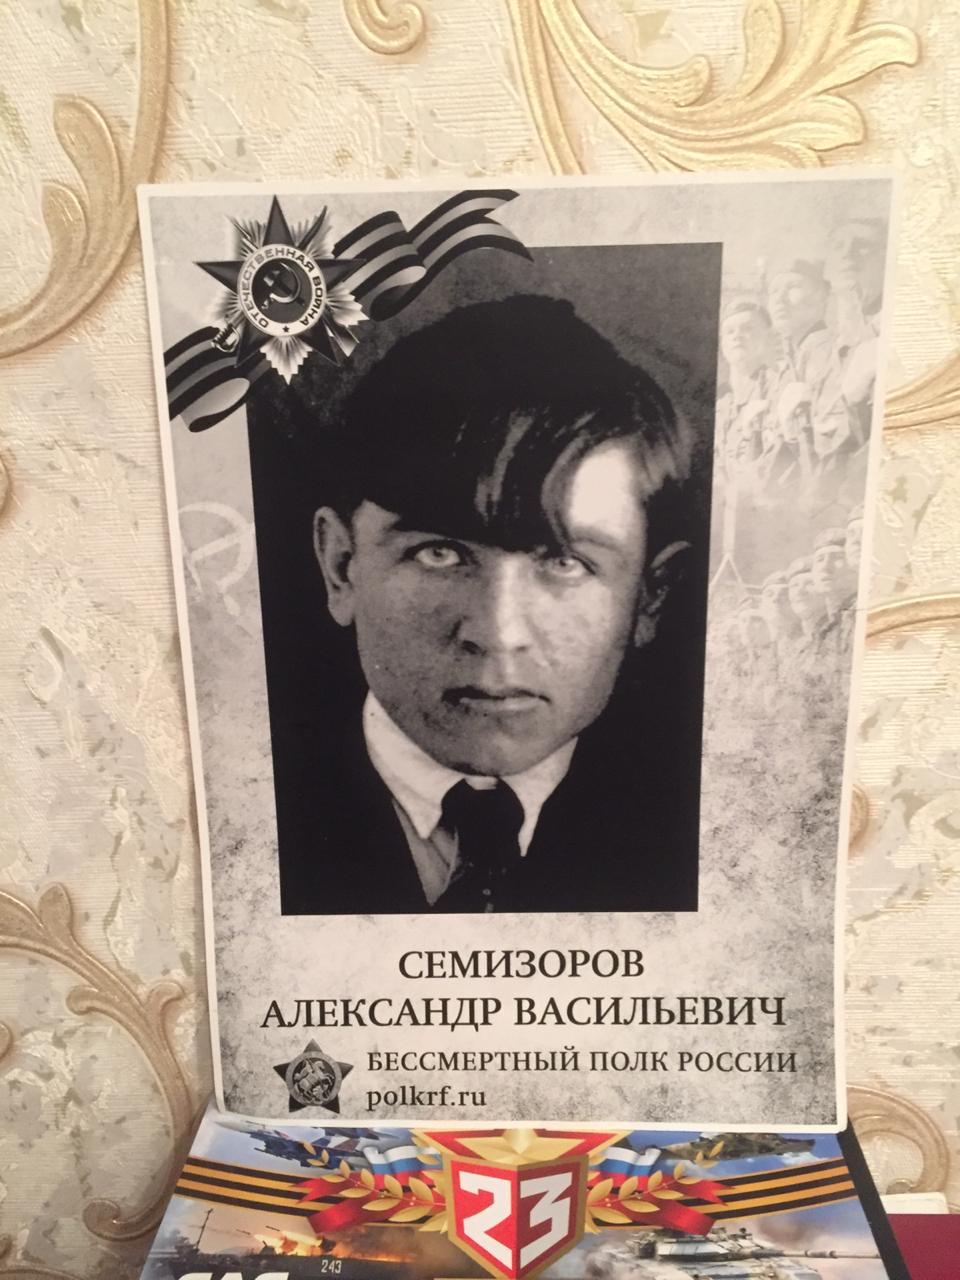 ОТЕЧЕСТВЕННАЯ ВОЙНА
СЕМИЗОРОВ
АЛЕКСАНДР ВАСИЛЬЕВИЧ
БЕССМЕРТНЫЙ ПОЛК РОССИИ
polkrf.ru
23
243